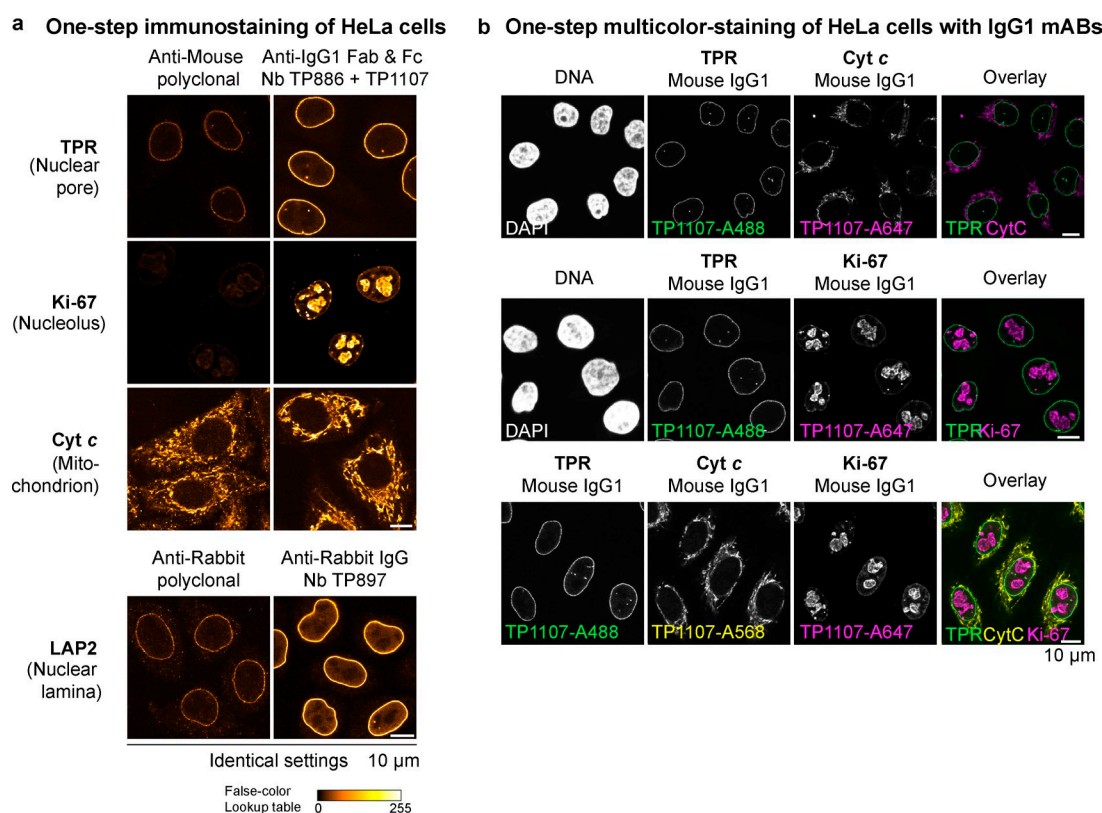 a One-step immunostaining of HeLa cells
Anti-Mouse
polyclonal
Anti-IgG1 Fab & Fc
Nb TP886 + TP1107
TPR
(Nuclear
pore)
Ki-67
(Nucleolus)
Cyt c
(Mito-
chondrion)
Anti-Rabbit
polyclonal
Anti-Rabbit IgG
Nb TP897
LAP2
(Nuclear
lamina)
Identical settings 10 µm
False-color
Lookup table
0 255
b One-step multicolor-staining of HeLa cells with IgG1 mABs
DNA
TPR
Mouse IgG1
Cyt c
Mouse IgG1
Overlay
DAPI
TP1107-A488
TP1107-A647
TPR CytC
DNA
TPR
Mouse IgG1
Ki-67
Mouse IgG1
Overlay
DAPI
TP1107-A488
TP1107-A647
TPR Ki-67
TPR
Mouse IgG1
Cyt c
Mouse IgG1
Ki-67
Mouse IgG1
Overlay
TP1107-A488
TP1107-A568
TP1107-A647
TPR CytC Ki-67
10 µm